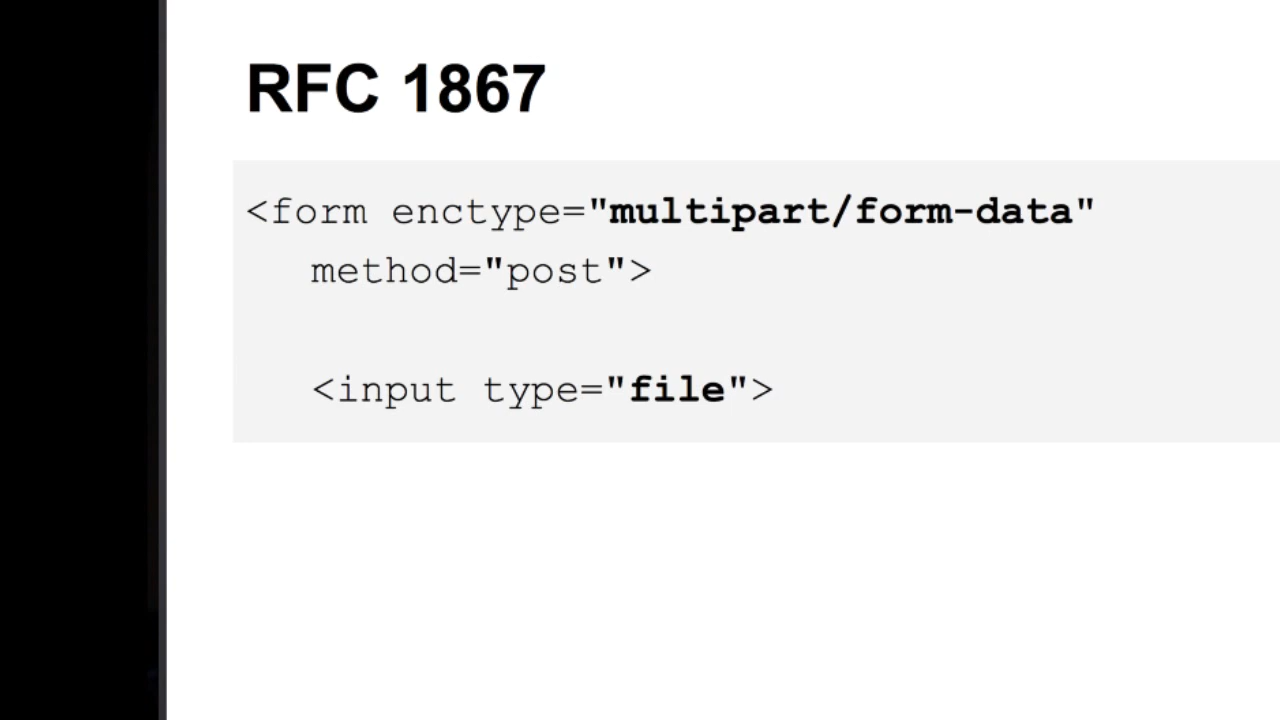 RFC 1867
<form enctype="multipart/form-data"
method="post">
<input type="file">